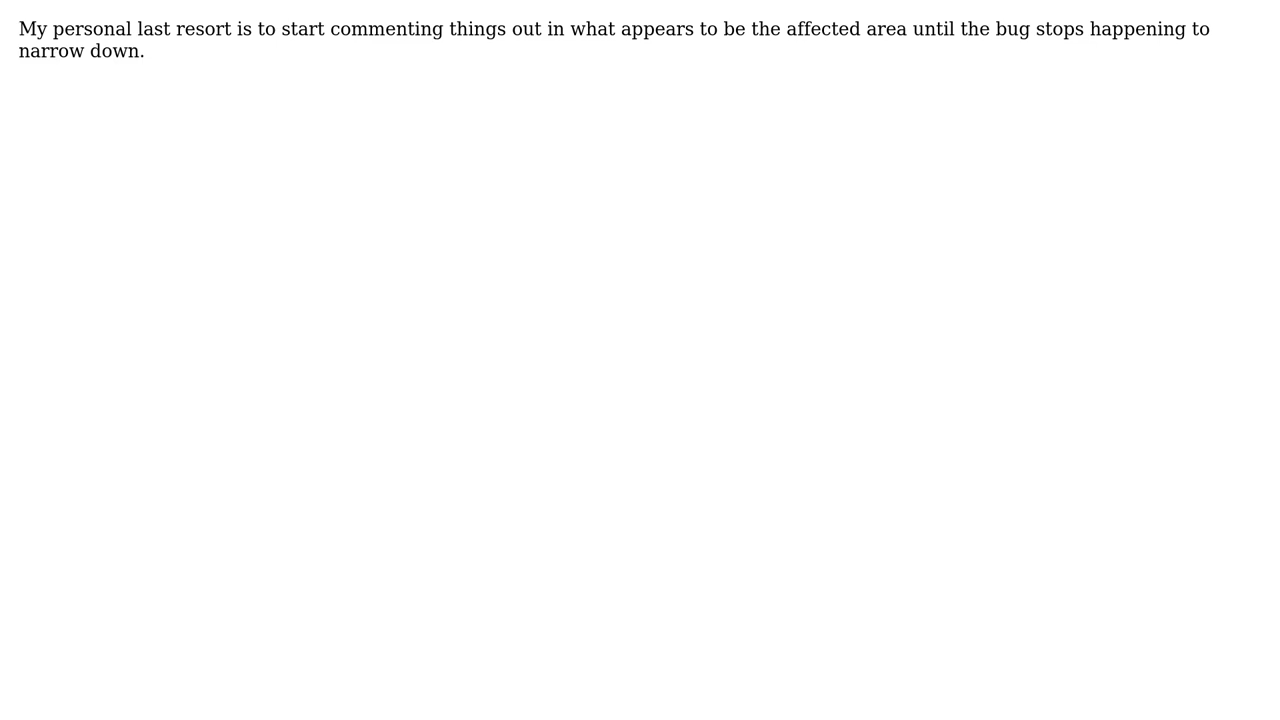 My personal last resort is to start commenting things out in what appears to be the affected area until the bug stops happening to
narrow down.